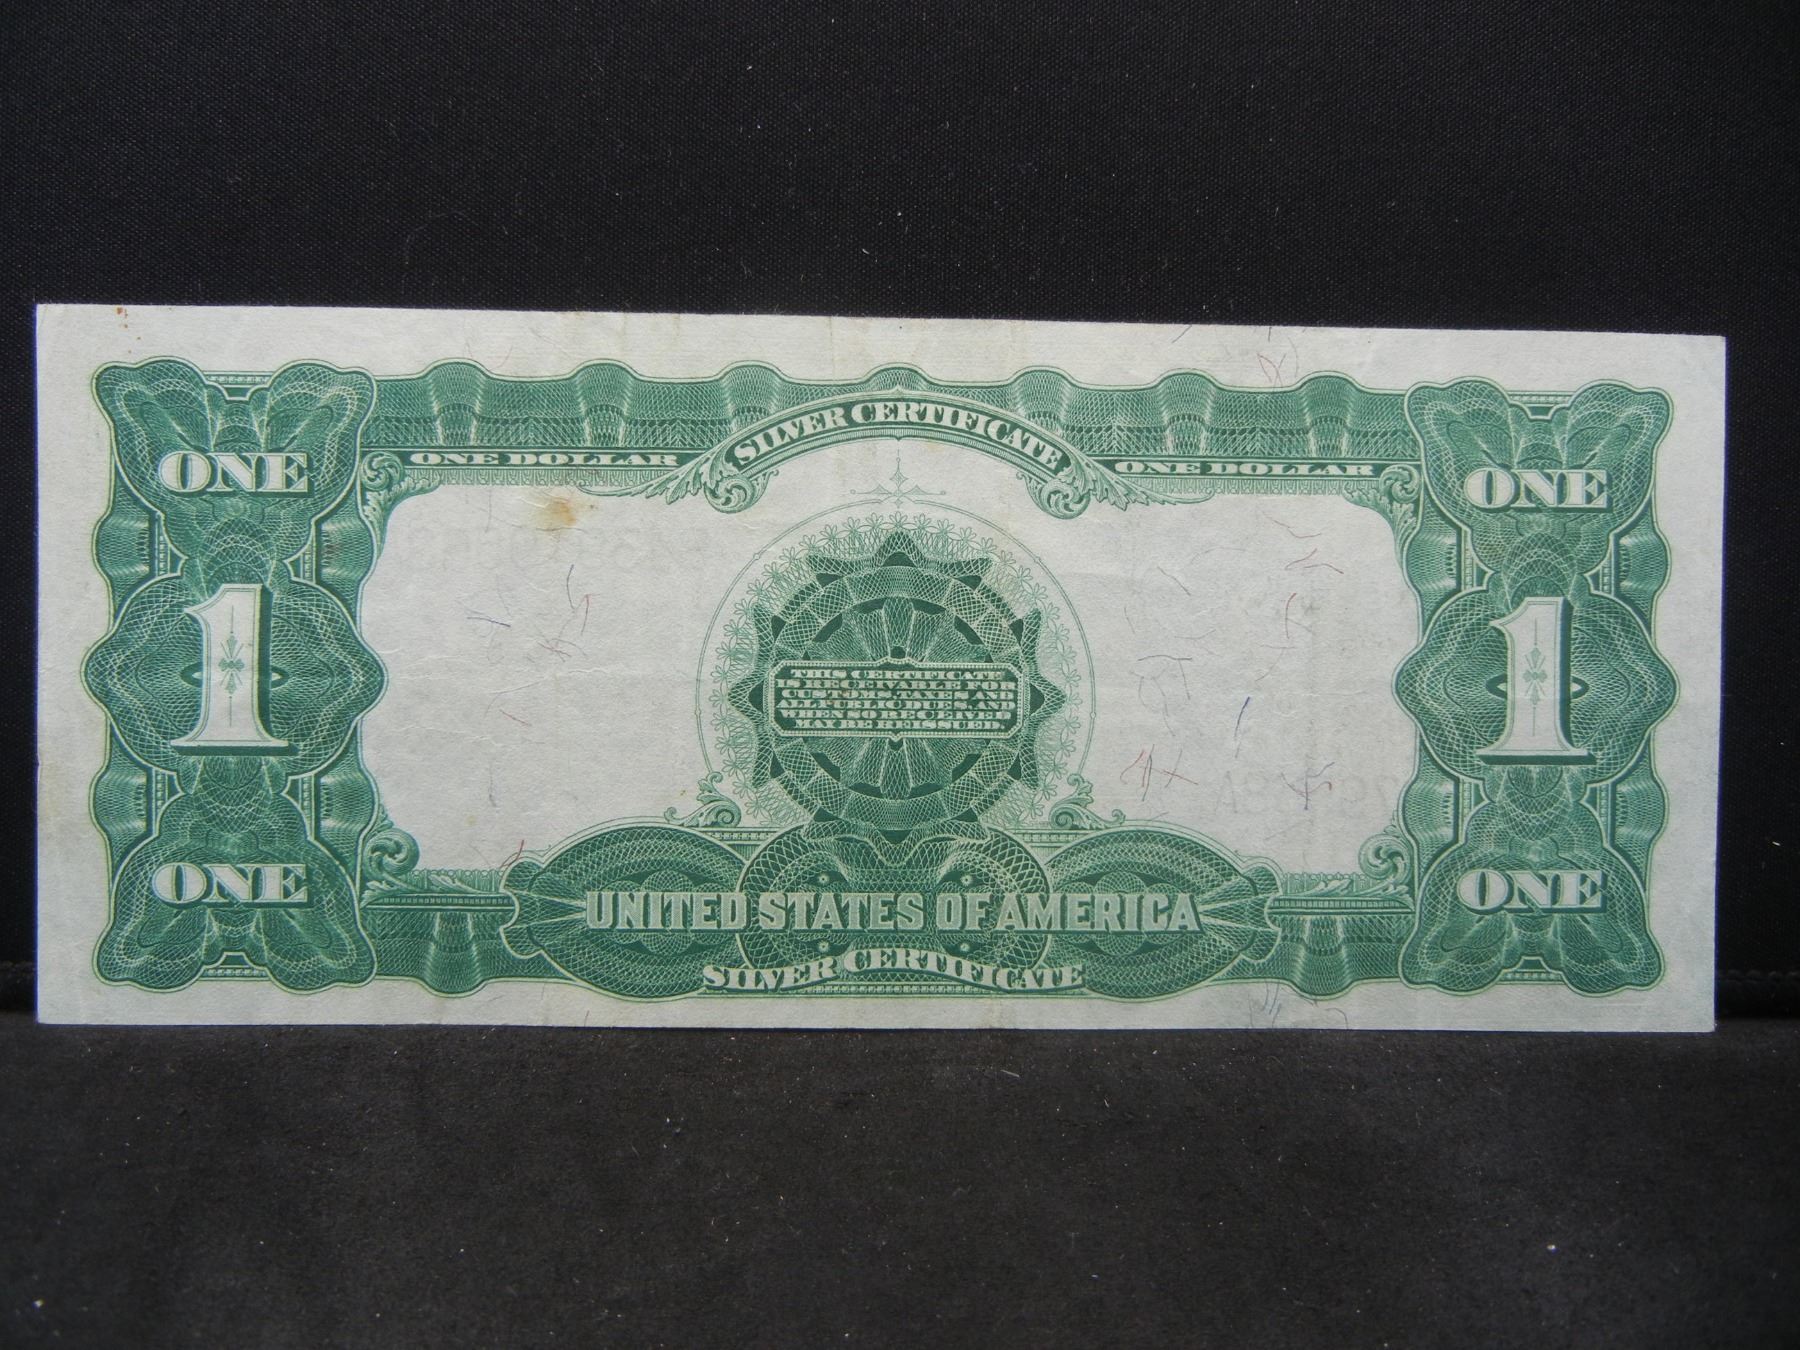 SILVER CERTIFICATE
ONE DOLLAR ONE DOLLAR
ONE ONE
1 1
THIS CERTIFICATE
IS RECEIVABLE FOR
CUSTOMS, TAXES AND
ALL PUBLIC DUES, AND
WHEN SO RECEIVED
MAY BE REISSUED.
ONE ONE
UNITED STATES OF AMERICA
SILVER CERTIFICATE